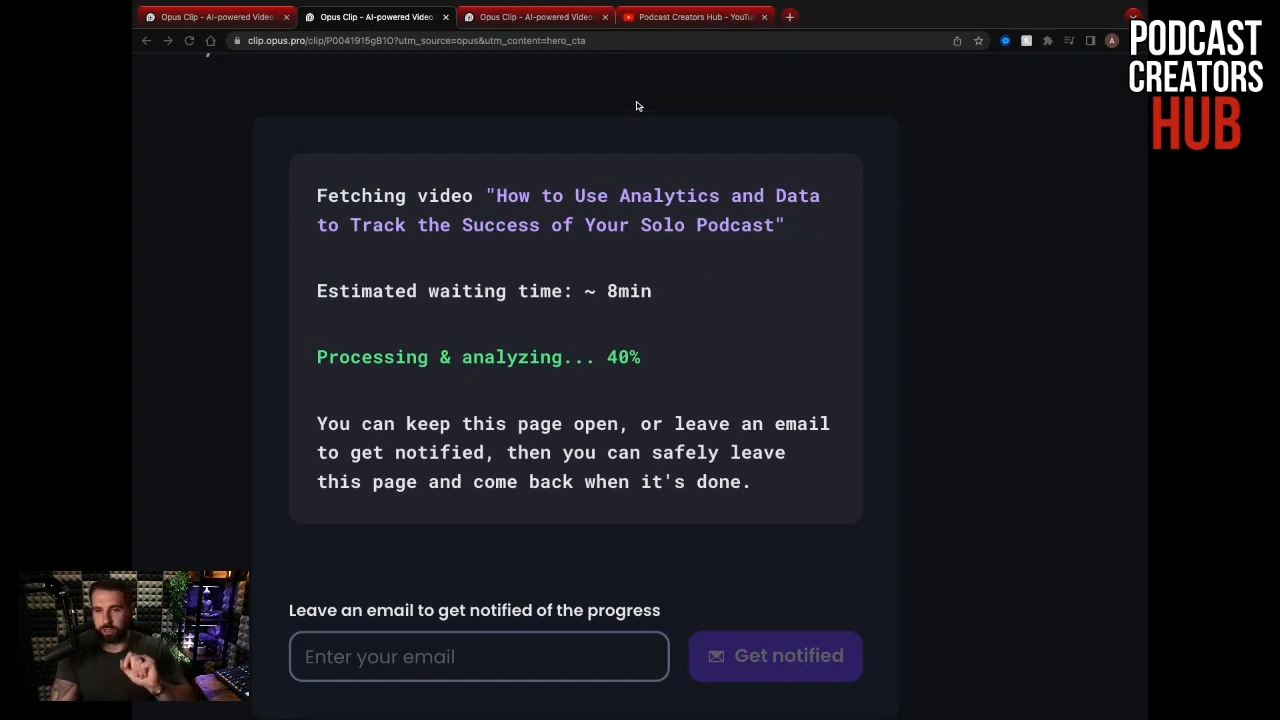 Opus Clip - AI-powered Video
Opus Clip - AI-powered Video
Opus Clip - AI-powered Video
Podcast Creators Hub - YouTu
clip.opus.pro/clip/P0041915gB1O?utm_source=opus&utm_content=hero_cta
A
PODCAST
CREATORS
HUB
Fetching video "How to Use Analytics and Data
to Track the Success of Your Solo Podcast"
Estimated waiting time: ~ 8min
Processing & analyzing... 40%
You can keep this page open, or leave an email
to get notified, then you can safely leave
this page and come back when it's done.
Leave an email to get notified of the progress
Enter your email
Get notified